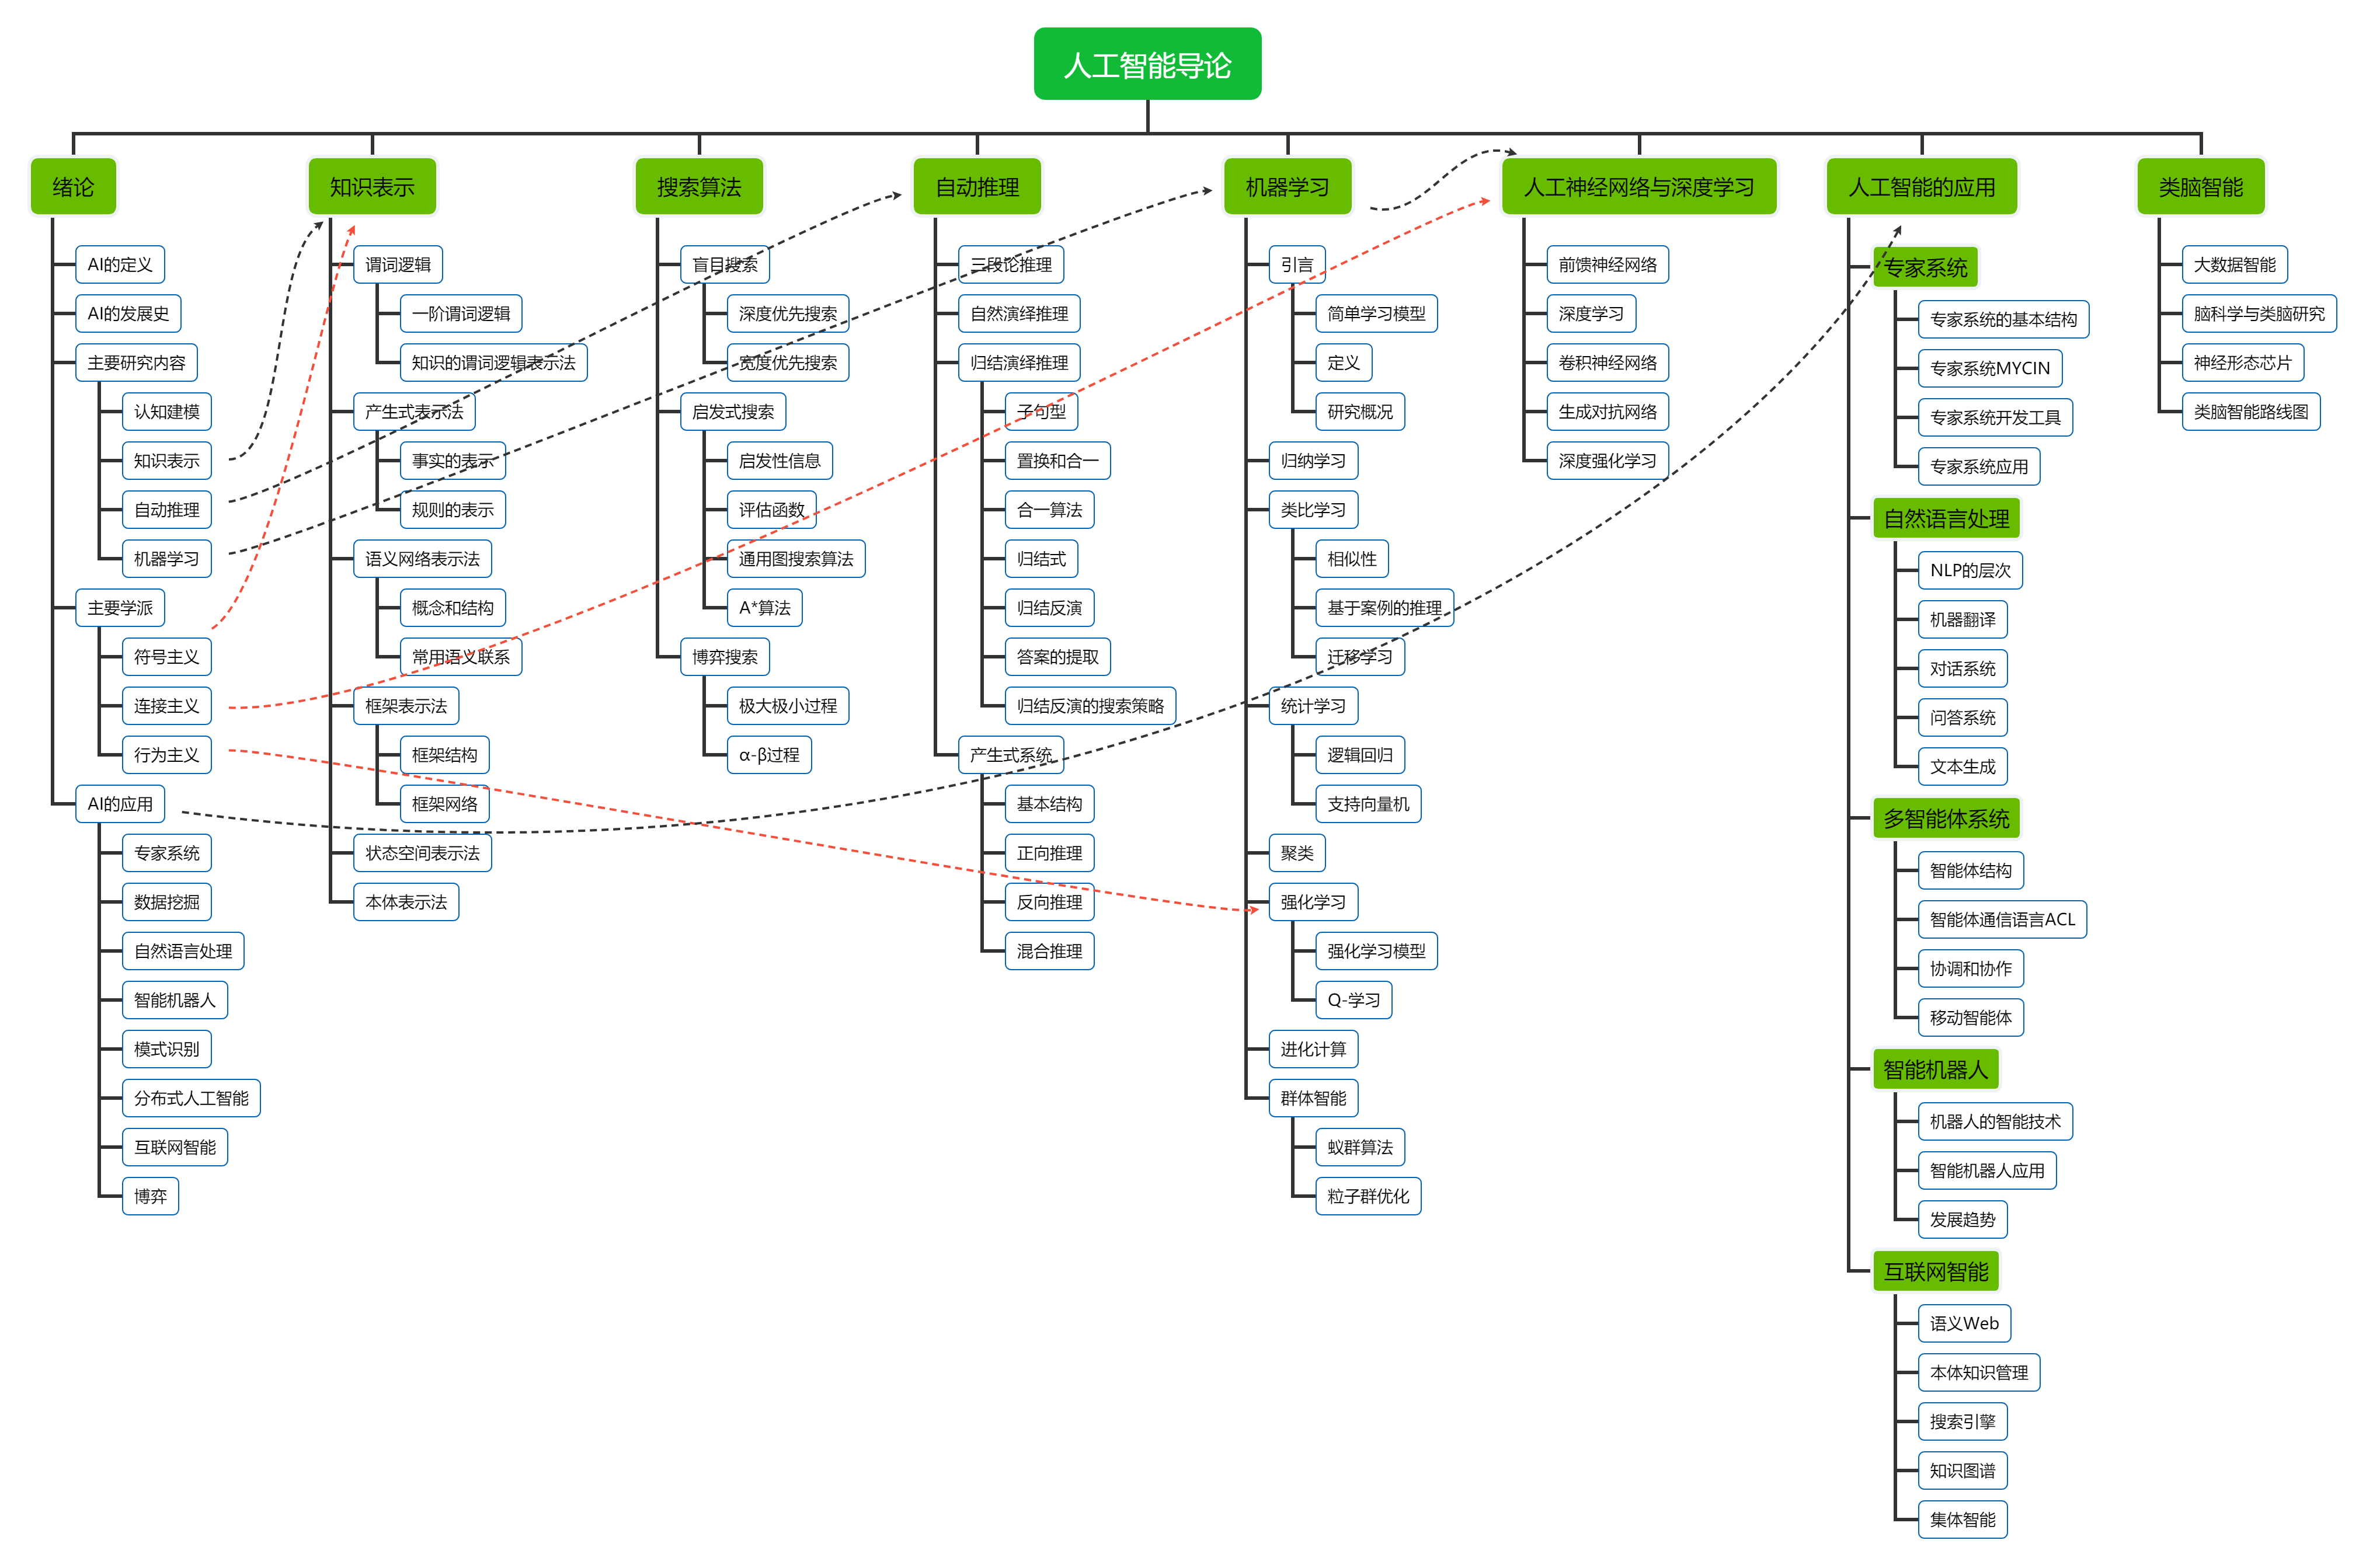 人工智能导论
绪论
AI的定义
AI的发展史
主要研究内容
认知建模
知识表示
自动推理
机器学习
主要学派
符号主义
连接主义
行为主义
AI的应用
专家系统
数据挖掘
自然语言处理
智能机器人
模式识别
分布式人工智能
互联网智能
博弈
知识表示
谓词逻辑
一阶谓词逻辑
知识的谓词逻辑表示法
产生式表示法
事实的表示
规则的表示
语义网络表示法
概念和结构
常用语义联系
框架表示法
框架结构
框架网络
状态空间表示法
本体表示法
搜索算法
盲目搜索
深度优先搜索
宽度优先搜索
启发式搜索
启发性信息
评估函数
通用图搜索算法
A*算法
博弈搜索
极大极小过程
α-β过程
自动推理
三段论推理
自然演绎推理
归结演绎推理
子句型
置换和合一
合一算法
归结式
归结反演
答案的提取
归结反演的搜索策略
产生式系统
基本结构
正向推理
反向推理
混合推理
机器学习
引言
简单学习模型
定义
研究概况
归纳学习
类比学习
相似性
基于案例的推理
迁移学习
统计学习
逻辑回归
支持向量机
聚类
强化学习
强化学习模型
Q-学习
进化计算
群体智能
蚁群算法
粒子群优化
人工神经网络与深度学习
前馈神经网络
深度学习
卷积神经网络
生成对抗网络
深度强化学习
人工智能的应用
专家系统
专家系统的基本结构
专家系统MYCIN
专家系统开发工具
专家系统应用
自然语言处理
NLP的层次
机器翻译
对话系统
问答系统
文本生成
多智能体系统
智能体结构
智能体通信语言ACL
协调和协作
移动智能体
智能机器人
机器人的智能技术
智能机器人应用
发展趋势
互联网智能
语义Web
本体知识管理
搜索引擎
知识图谱
集体智能
类脑智能
大数据智能
脑科学与类脑研究
神经形态芯片
类脑智能路线图